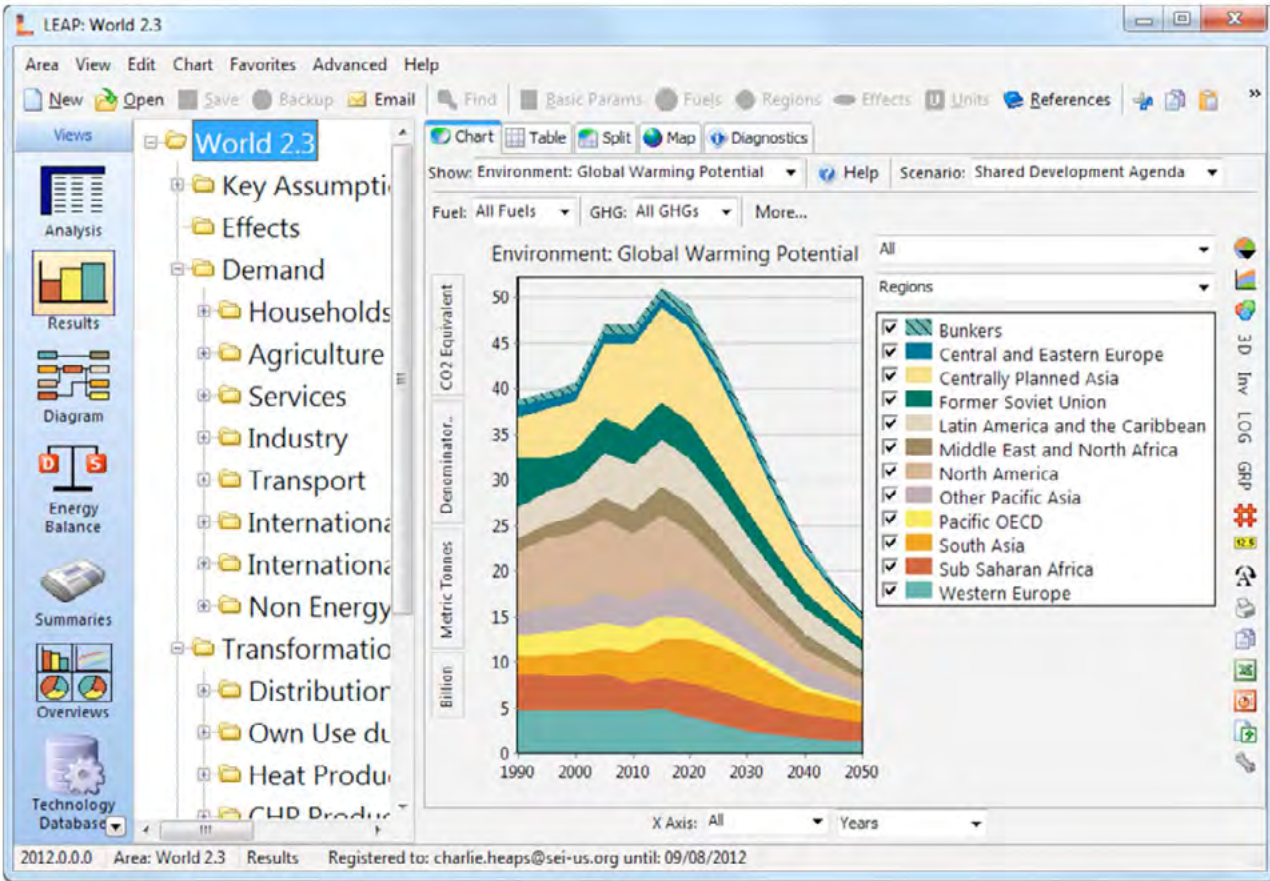 LEAP: World 2.3
Area View Edit Chart Favorites Advanced Help
New Open Save Backup Email Find Basic Params Fuels Regions Effects Units References »
Views
Analysis
Results
Diagram
D S
Energy
Balance
Summaries
Overviews
Technology
Database
World 2.3
Key Assumpti
Effects
Demand
Households
Agriculture
Services
Industry
Transport
Internationa
Internationa
Non Energy
Transformatio
Distribution
Own Use du
Heat Produ
CHP Produc
Chart Table Split Map Diagnostics
Show: Environment: Global Warming Potential Help Scenario: Shared Development Agenda
Fuel: All Fuels GHG: All GHGs More...
Environment: Global Warming Potential
CO2 Equivalent
Denominator..
Metric Tonnes
Billion
50
45
40
35
30
25
20
15
10
5
0
1990 2000 2010 2020 2030 2040 2050
All
Regions
Bunkers
Central and Eastern Europe
Centrally Planned Asia
Former Soviet Union
Latin America and the Caribbean
Middle East and North Africa
North America
Other Pacific Asia
Pacific OECD
South Asia
Sub Saharan Africa
Western Europe
3D
Inv
LOG
GRP
12.5
X Axis: All Years
2012.0.0.0 Area: World 2.3 Results Registered to: charlie.heaps@sei-us.org until: 09/08/2012